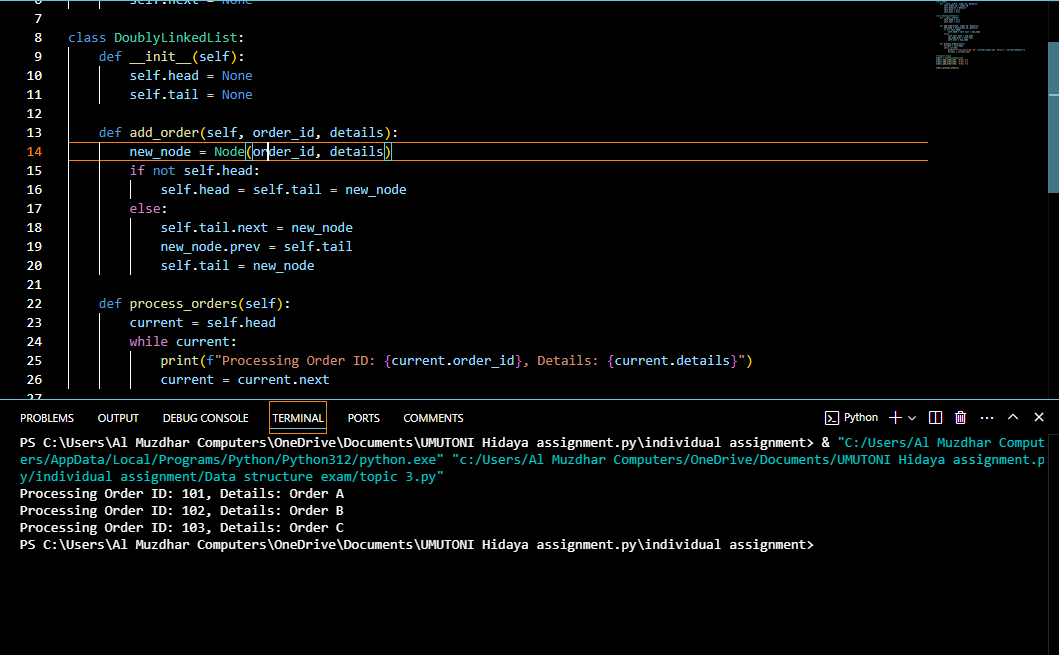 6 self.next = None
7
8 class DoublyLinkedList:
9 def __init__(self):
10 self.head = None
11 self.tail = None
12
13 def add_order(self, order_id, details):
14 new_node = Node(order_id, details)
15 if not self.head:
16 self.head = self.tail = new_node
17 else:
18 self.tail.next = new_node
19 new_node.prev = self.tail
20 self.tail = new_node
21
22 def process_orders(self):
23 current = self.head
24 while current:
25 print(f"Processing Order ID: {current.order_id}, Details: {current.details}")
26 current = current.next
27
PROBLEMS OUTPUT DEBUG CONSOLE TERMINAL PORTS COMMENTS Python
PS C:\Users\Al Muzdhar Computers\OneDrive\Documents\UMUTONI Hidaya assignment.py\individual assignment> & "C:/Users/Al Muzdhar Comput
ers/AppData/Local/Programs/Python/Python312/python.exe" "c:/Users/Al Muzdhar Computers/OneDrive/Documents/UMUTONI Hidaya assignment.p
y/individual assignment/Data structure exam/topic 3.py"
Processing Order ID: 101, Details: Order A
Processing Order ID: 102, Details: Order B
Processing Order ID: 103, Details: Order C
PS C:\Users\Al Muzdhar Computers\OneDrive\Documents\UMUTONI Hidaya assignment.py\individual assignment>